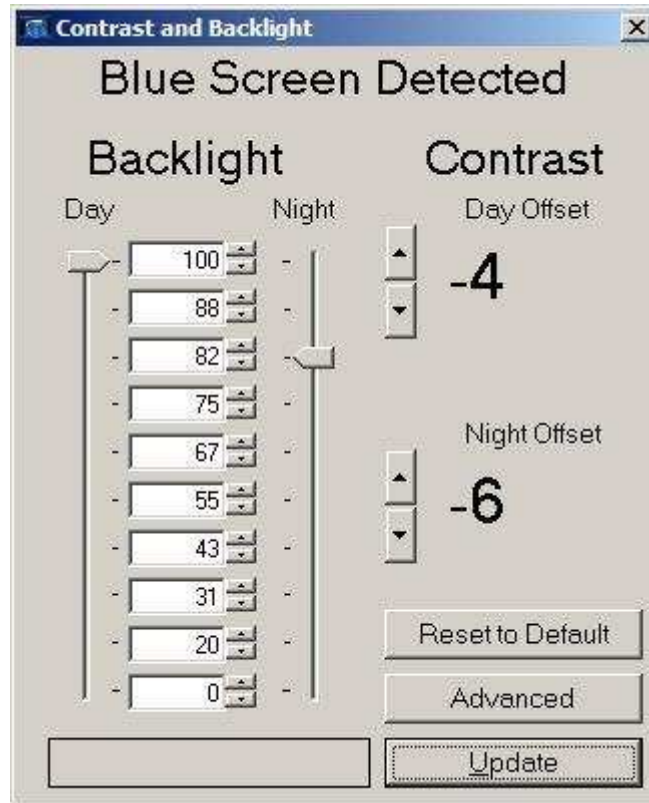 Contrast and Backlight
Blue Screen Detected
Backlight
Contrast
Day
Night
Day Offset
100
88
82
75
67
55
43
31
20
0
-4
Night Offset
-6
Reset to Default
Advanced
Update